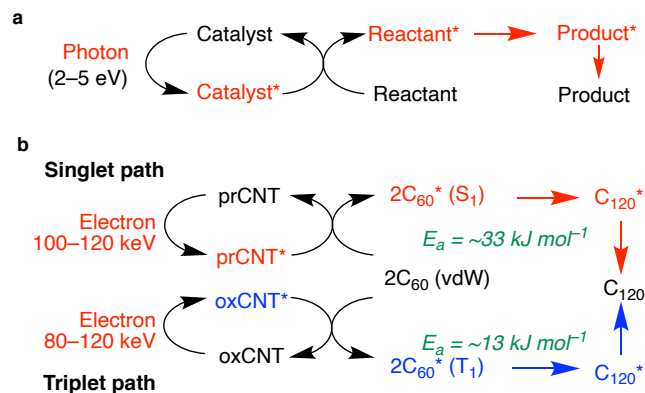 a
Catalyst Reactant* Product*
Photon
(2–5 eV)
Catalyst* Reactant Product
b
Singlet path
prCNT 2C60* (S1) C120*
Electron
100–120 keV
Ea = ~33 kJ mol–1
prCNT*
2C60 (vdW) C120
oxCNT*
Electron
80–120 keV
Ea = ~13 kJ mol–1
oxCNT
2C60* (T1) C120*
Triplet path